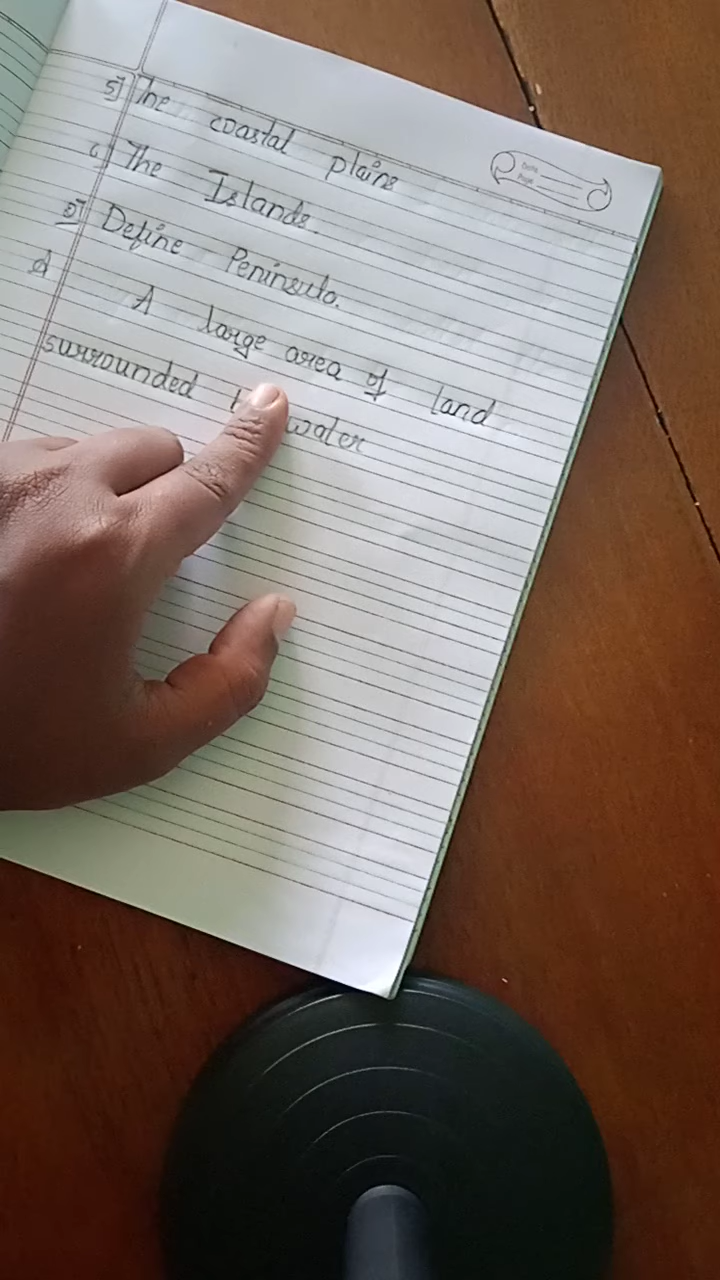 5] The coastal plains
6] The Islands.
Q] Define Peninsula.
A large area of land
surrounded water